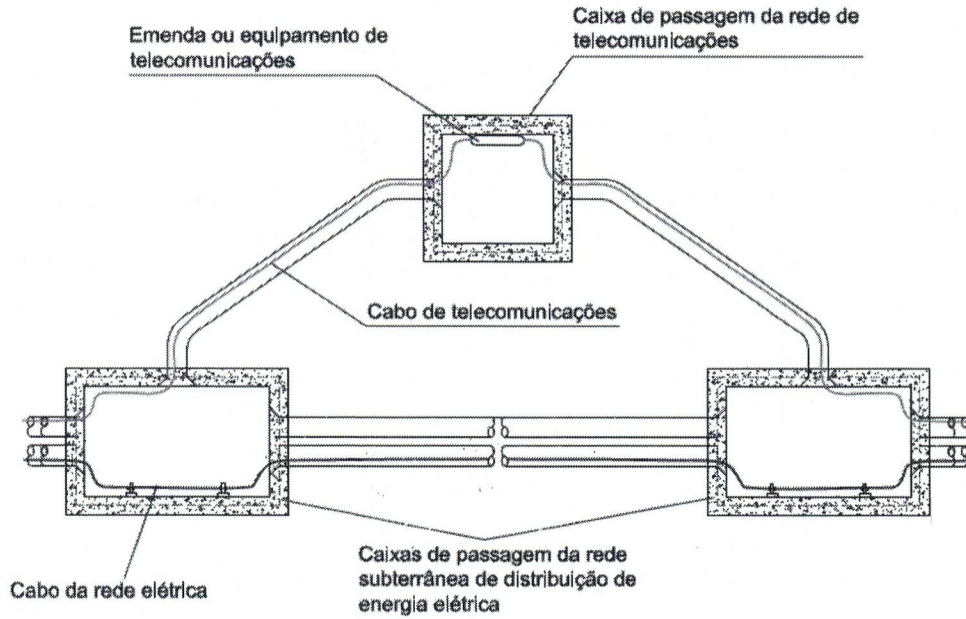 Caixa de passagem da rede de
telecomunicações
Emenda ou equipamento de
telecomunicações
Cabo de telecomunicações
Caixas de passagem da rede
subterrânea de distribuição de
energia elétrica
Cabo da rede elétrica